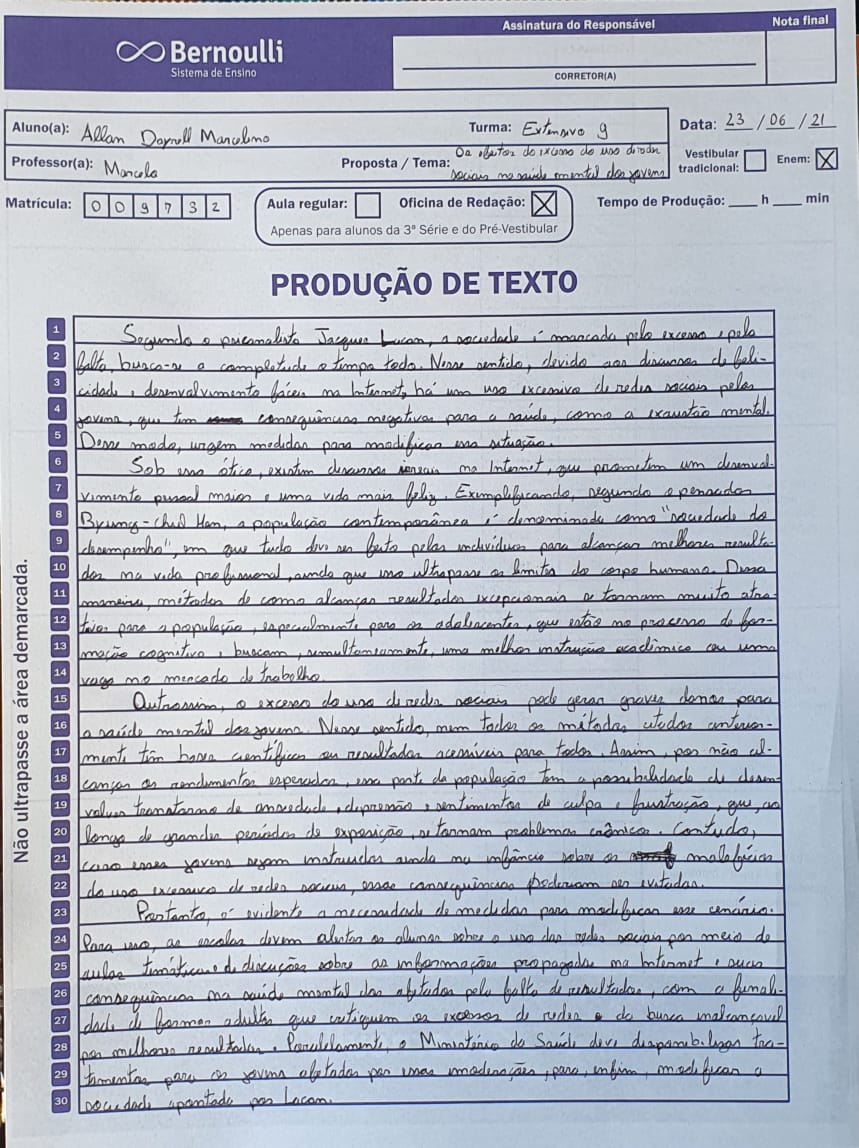 Assinatura do Responsável
Nota final
Bernoulli
Sistema de Ensino
CORRETOR(A)
Aluno(a): Allan Dayrell Marcelino
Turma: Extensivo 9
Data: 23/06/21
Professor(a): Marcela
Proposta / Tema: Os efeitos do excesso do uso de redes
sociais na saúde mental dos jovens
Vestibular tradicional:
Enem: X
Matrícula: 009732
Aula regular:
Oficina de Redação: X
Apenas para alunos da 3ª Série e do Pré-Vestibular
Tempo de Produção: ____ h ____ min
PRODUÇÃO DE TEXTO
Não ultrapasse a área demarcada.
1 Segundo o psicanalista Jacques Lacan, a sociedade é marcada pelo excesso e pela
2 falta, busca-se a completude o tempo todo. Nesse sentido, devido aos discursos de feli-
3 cidade e desenvolvimento fáceis na Internet, há um uso excessivo de redes sociais pelos
4 jovens, que tem consequências negativas para a saúde, como a exaustão mental.
5 Desse modo, urgem medidas para modificar essa situação.
6 Sob essa ótica, existem discursos irreais na Internet, que prometem um desenvol-
7 vimento pessoal maior e uma vida mais feliz. Exemplificando, segundo o pensador
8 Byung-Chul Han, a população contemporânea é denominada como "sociedade do
9 desempenho", em que tudo deve ser feito pelos indivíduos para alcançar melhores resulta-
10 dos na vida profissional, ainda que isso ultrapasse os limites do corpo humano. Dessa
11 maneira, métodos de como alcançar resultados excepcionais se tornam muito atra-
12 tivos para a população, especialmente para os adolescentes, que estão no processo de for-
13 mação cognitiva e buscam, simultaneamente, uma melhor instrução acadêmica ou uma
14 vaga no mercado de trabalho.
15 Outrossim, o excesso do uso de redes sociais pode gerar graves danos para
16 a saúde mental dos jovens. Nesse sentido, nem todos os métodos citados anterior-
17 mente têm bases científicas ou resultados acessíveis para todos. Assim, por não al-
18 cançar os rendimentos esperados, essa parte da população tem a possibilidade de desen-
19 volver transtorno de ansiedade, depressão e sentimentos de culpa e frustração, que, ao
20 longo de grandes períodos de exposição, se tornam problemas crônicos. Contudo,
21 caso esses jovens sejam instruídos ainda na infância sobre os malefícios
22 do uso excessivo de redes sociais, essas consequências poderiam ser evitadas.
23 Portanto, é evidente a necessidade de medidas para modificar esse cenário.
24 Para isso, as escolas devem alertar os alunos sobre o uso das redes sociais por meio de
25 aulas temáticas e de discuções sobre as informações propagadas na Internet e suas
26 consequências na saúde mental dos afetados pela falta de resultados, com a finali-
27 dade de formar adultos que critiquem os excessos de redes e da busca inalcançável
28 por melhores resultados. Paralelamente, o Ministério da Saúde deve disponibilizar tra-
29 tamentos para os jovens afetados por essas imoderações, para, enfim, modificar a
30 sociedade apontada por Lacan.